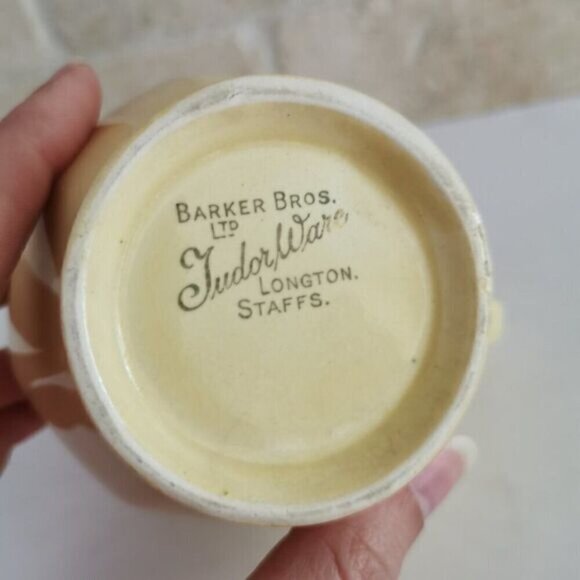 BARKER BROS.
LTD
Tudor Ware
LONGTON.
STAFFS.